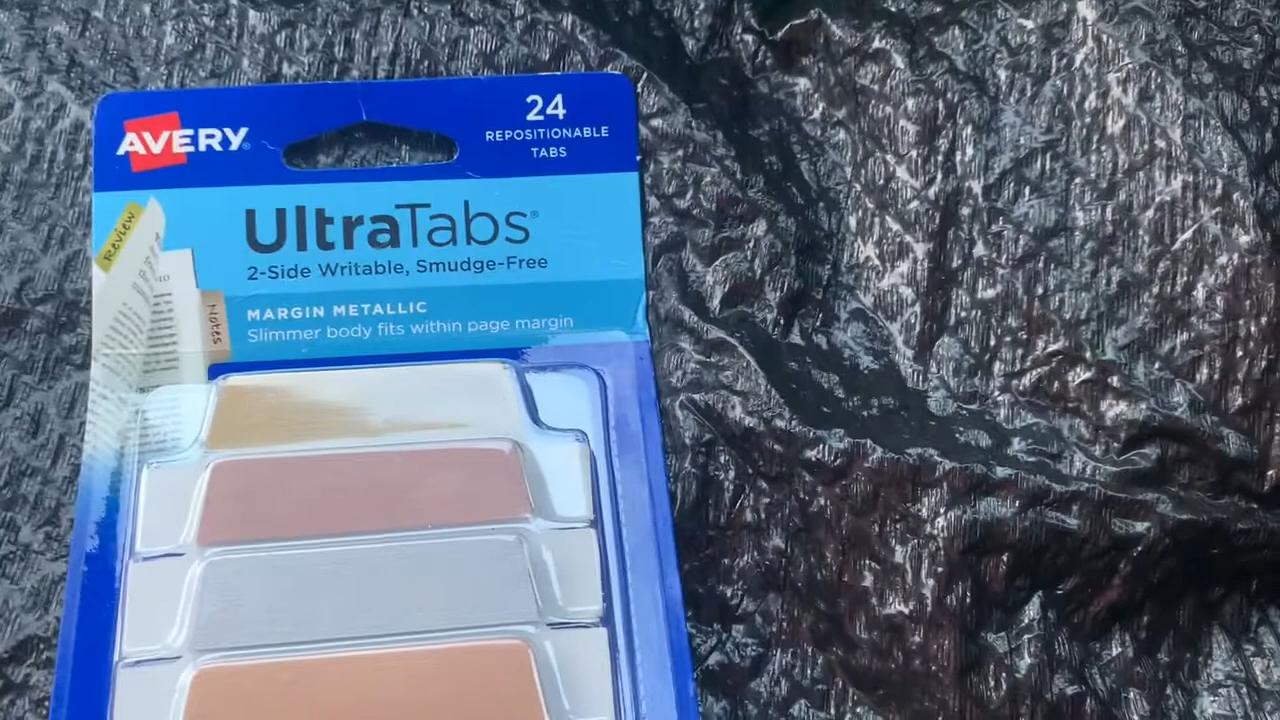 AVERY®
24
REPOSITIONABLE
TABS
UltraTabs®
2-Side Writable, Smudge-Free
MARGIN METALLIC
Slimmer body fits within page margin
Review
Notes